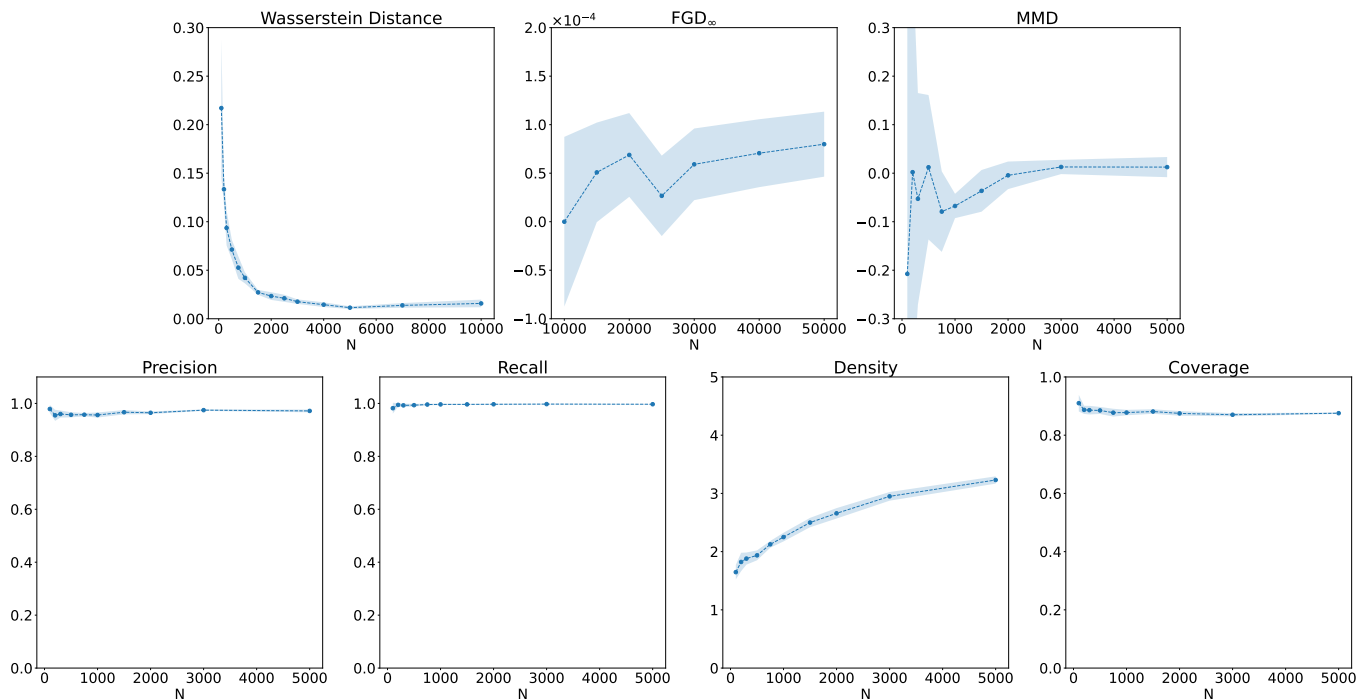 Wasserstein Distance
0.30
0.25
0.20
0.15
0.10
0.05
0.00
0 2000 4000 6000 8000 10000
N
FGD∞
×10⁻⁴
2.0
1.5
1.0
0.5
0.0
−0.5
−1.0
10000 20000 30000 40000 50000
N
MMD
0.3
0.2
0.1
0.0
−0.1
−0.2
−0.3
0 1000 2000 3000 4000 5000
N
Precision
1.0
0.8
0.6
0.4
0.2
0.0
0 1000 2000 3000 4000 5000
N
Recall
1.0
0.8
0.6
0.4
0.2
0.0
0 1000 2000 3000 4000 5000
N
Density
5
4
3
2
1
0
0 1000 2000 3000 4000 5000
N
Coverage
1.0
0.8
0.6
0.4
0.2
0.0
0 1000 2000 3000 4000 5000
N